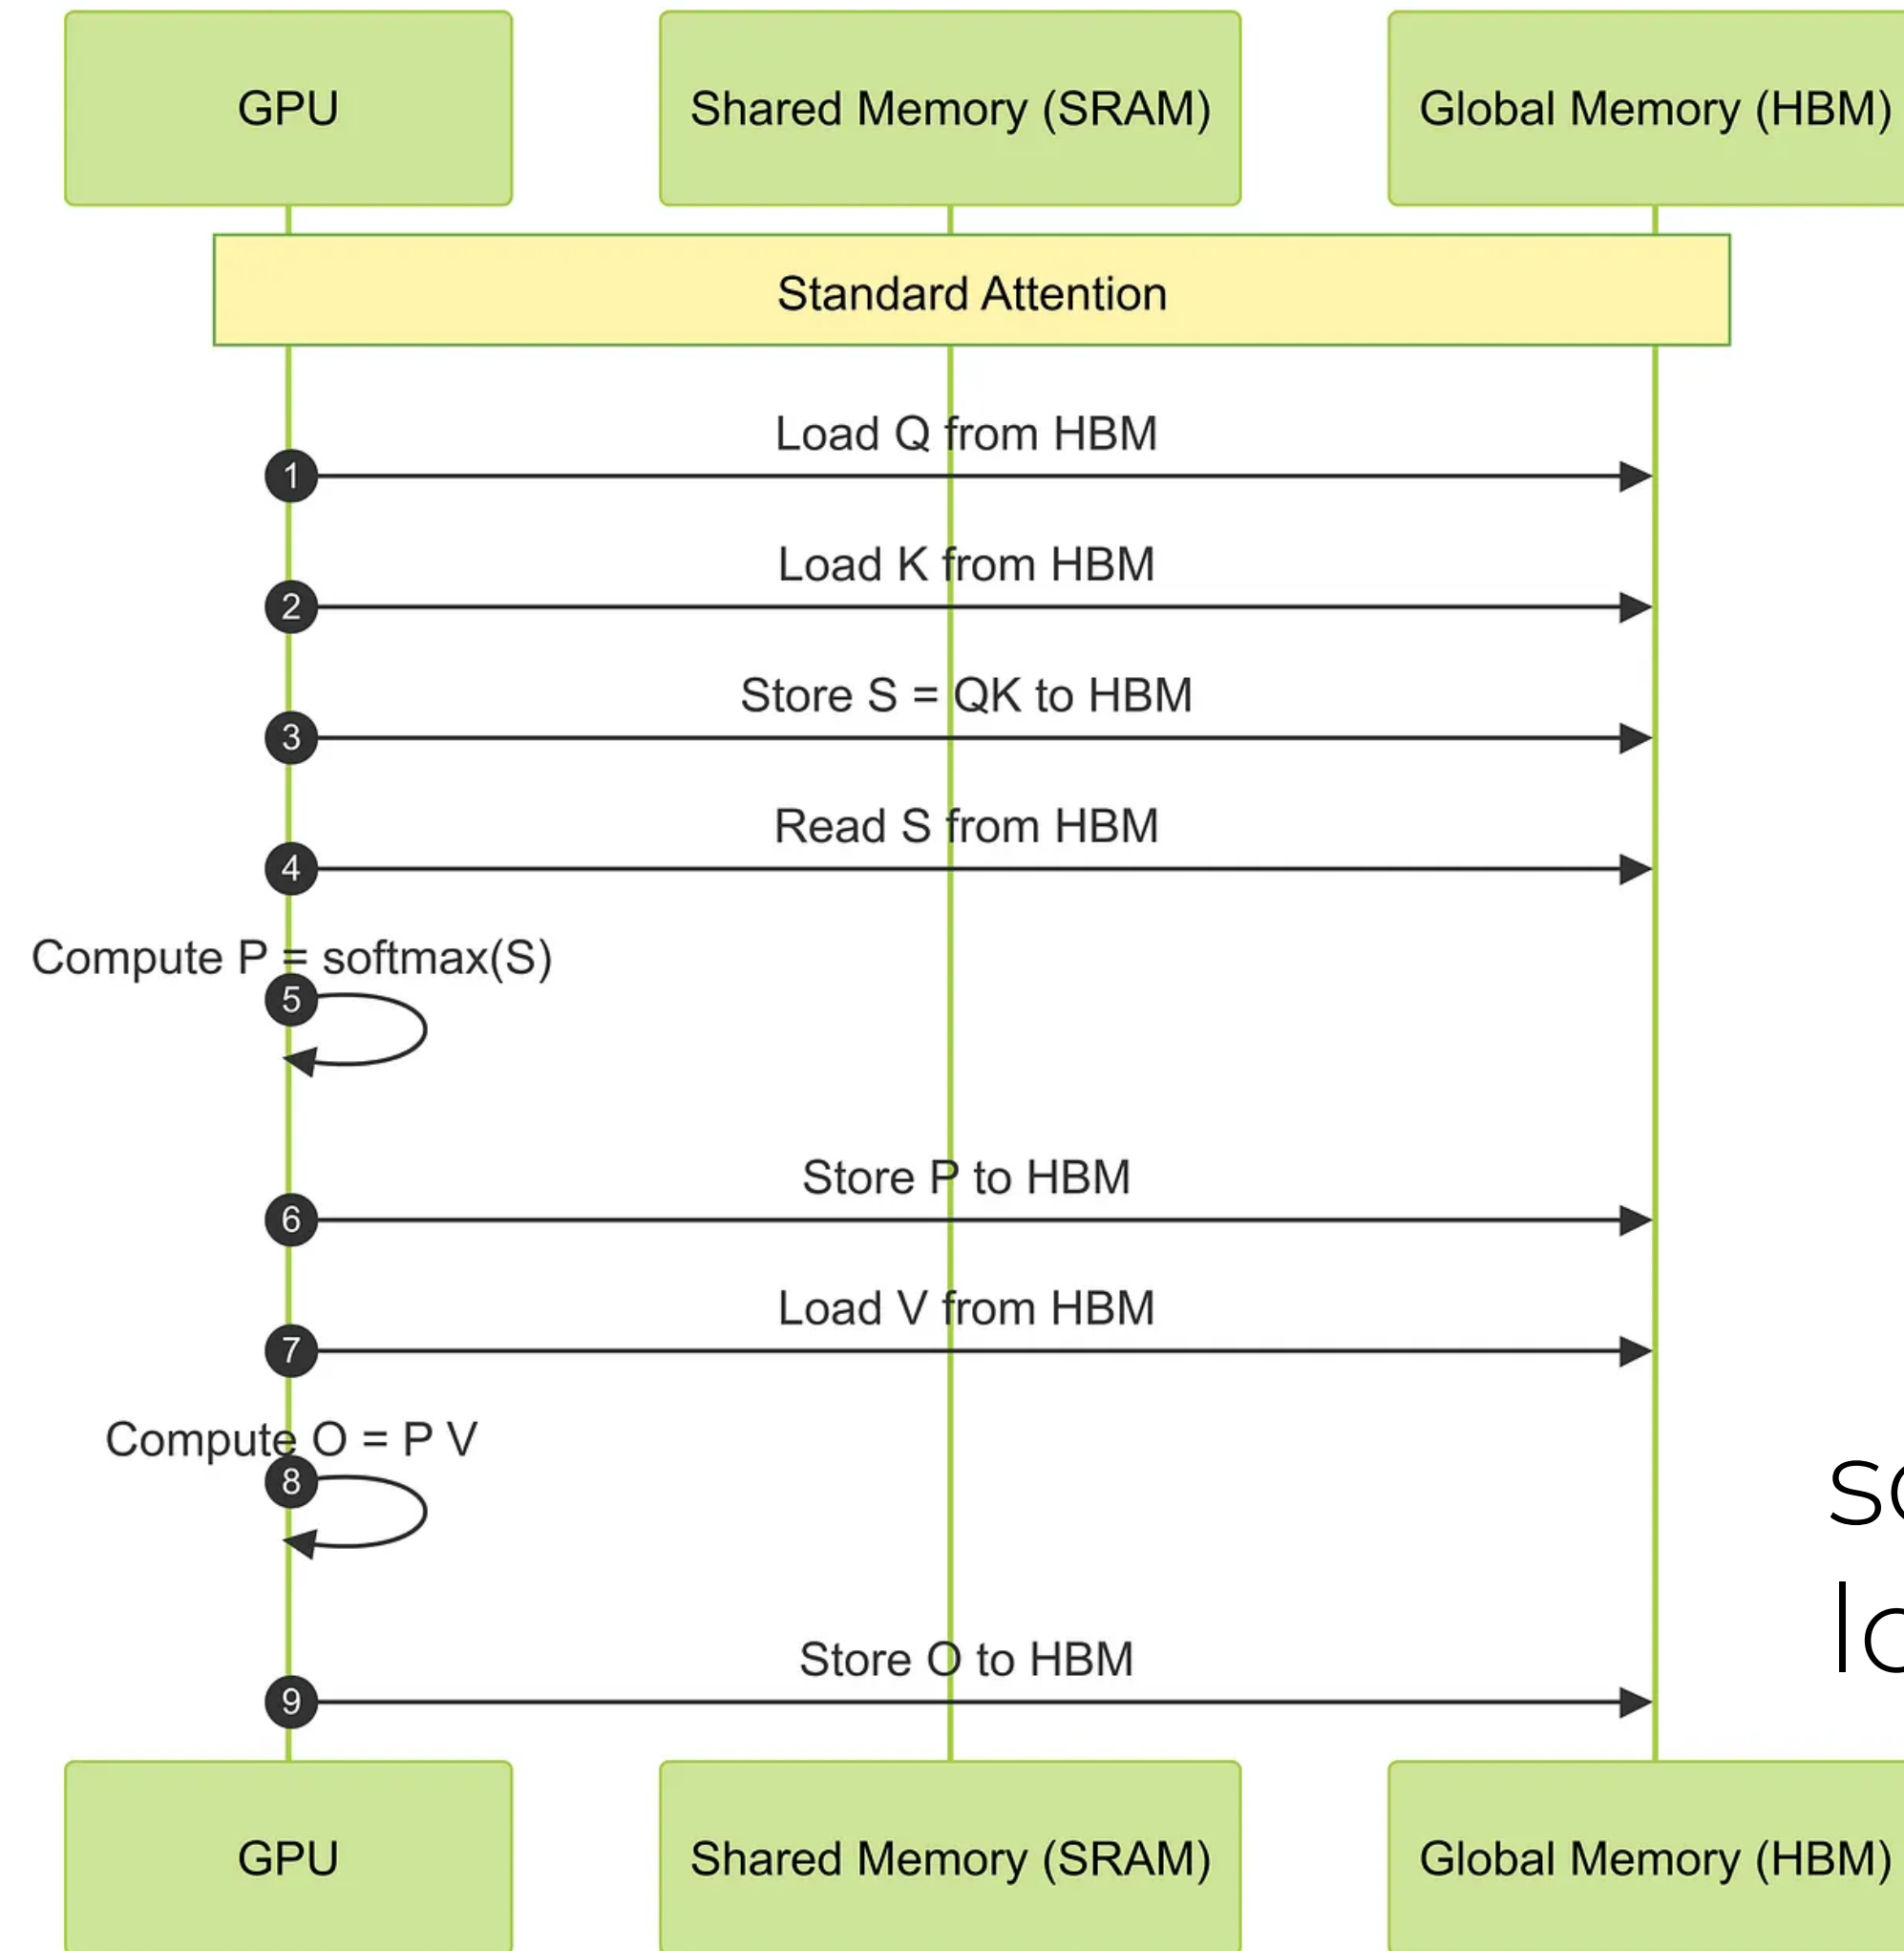 GPU
Shared Memory (SRAM)
Global Memory (HBM)
Standard Attention
Load Q from HBM
1
Load K from HBM
2
Store S = QK to HBM
3
Read S from HBM
4
Compute P = softmax(S)
5
Store P to HBM
6
Load V from HBM
7
Compute O = P V
8
Store O to HBM
9
GPU
Shared Memory (SRAM)
Global Memory (HBM)